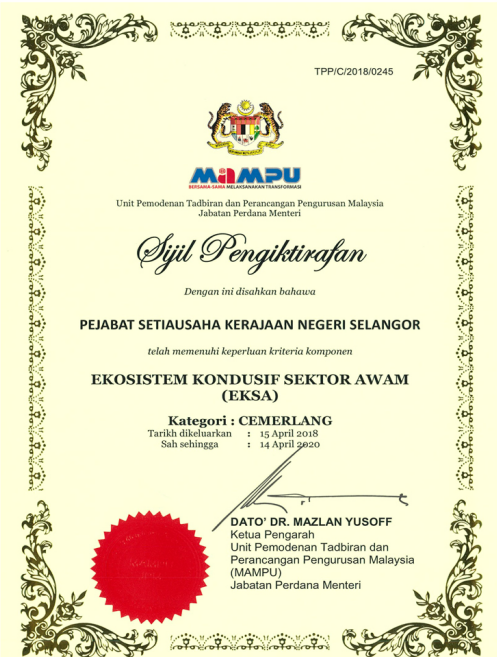 TPP/C/2018/0245
MAMPU
BERSAMA-SAMA MELAKSANAKAN TRANSFORMASI
Unit Pemodenan Tadbiran dan Perancangan Pengurusan Malaysia
Jabatan Perdana Menteri
Sijil Pengiktirafan
Dengan ini disahkan bahawa
PEJABAT SETIAUSAHA KERAJAAN NEGERI SELANGOR
telah memenuhi keperluan kriteria komponen
EKOSISTEM KONDUSIF SEKTOR AWAM
(EKSA)
Kategori : CEMERLANG
Tarikh dikeluarkan : 15 April 2018
Sah sehingga : 14 April 2020
DATO' DR. MAZLAN YUSOFF
Ketua Pengarah
Unit Pemodenan Tadbiran dan
Perancangan Pengurusan Malaysia
(MAMPU)
Jabatan Perdana Menteri